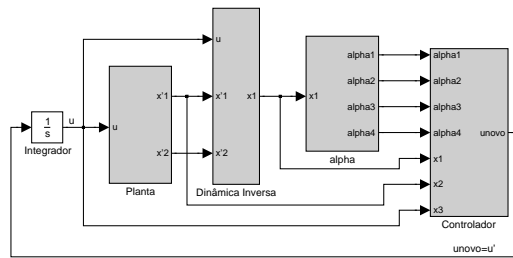 1
s
Integrador
u
u
x'1
x'2
Planta
u
x'1
x'2
x1
Dinâmica Inversa
x1
alpha1
alpha2
alpha3
alpha4
alpha
alpha1
alpha2
alpha3
alpha4
x1
x2
x3
unovo
Controlador
unovo=u'